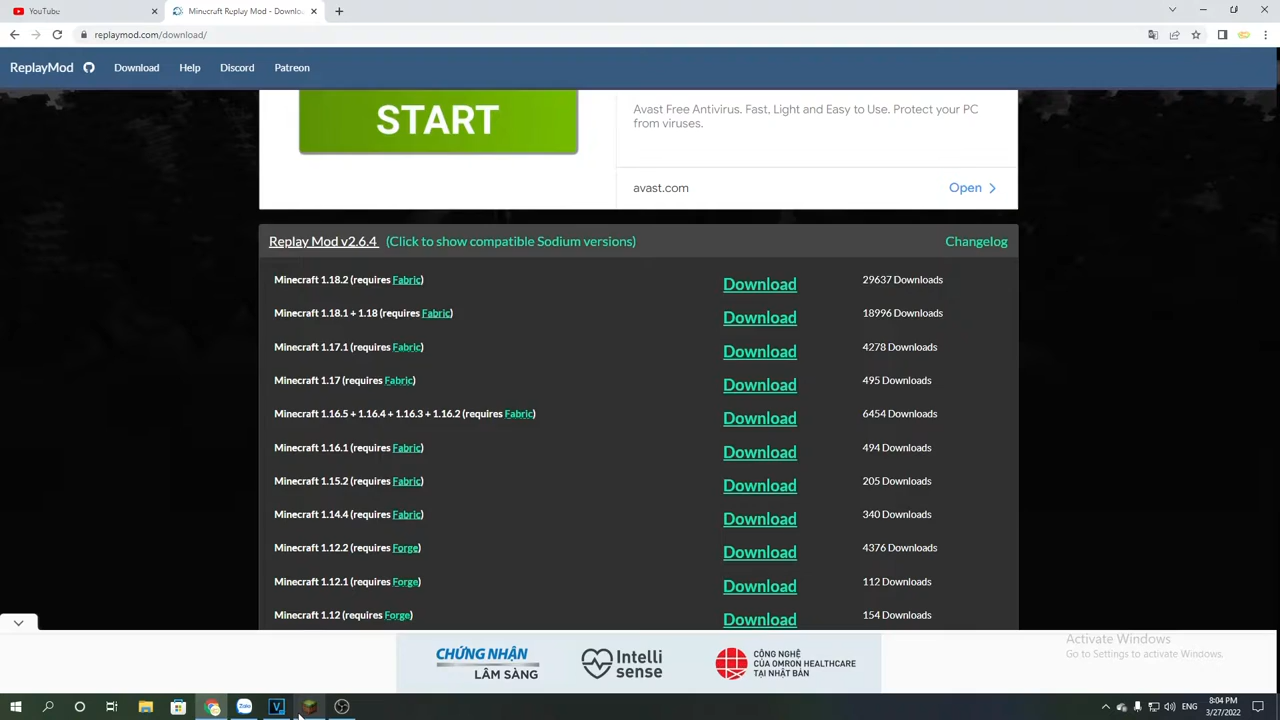 YouTube
Minecraft Replay Mod - Downlo
replaymod.com/download/
ReplayMod Download Help Discord Patreon
START
Avast Free Antivirus. Fast, Light and Easy to Use. Protect your PC
from viruses.
avast.com Open
Replay Mod v2.6.4 (Click to show compatible Sodium versions) Changelog
Minecraft 1.18.2 (requires Fabric) Download 29637 Downloads
Minecraft 1.18.1 + 1.18 (requires Fabric) Download 18996 Downloads
Minecraft 1.17.1 (requires Fabric) Download 4278 Downloads
Minecraft 1.17 (requires Fabric) Download 495 Downloads
Minecraft 1.16.5 + 1.16.4 + 1.16.3 + 1.16.2 (requires Fabric) Download 6454 Downloads
Minecraft 1.16.1 (requires Fabric) Download 494 Downloads
Minecraft 1.15.2 (requires Fabric) Download 205 Downloads
Minecraft 1.14.4 (requires Fabric) Download 340 Downloads
Minecraft 1.12.2 (requires Forge) Download 4376 Downloads
Minecraft 1.12.1 (requires Forge) Download 112 Downloads
Minecraft 1.12 (requires Forge) Download 154 Downloads
CHỨNG NHẬN
LÂM SÀNG
Intelli
sense
CÔNG NGHỆ
CỦA OMRON HEALTHCARE
TẠI NHẬT BẢN
Activate Windows
Go to Settings to activate Windows.
Zalo
V
ENG
8:04 PM
3/27/2022